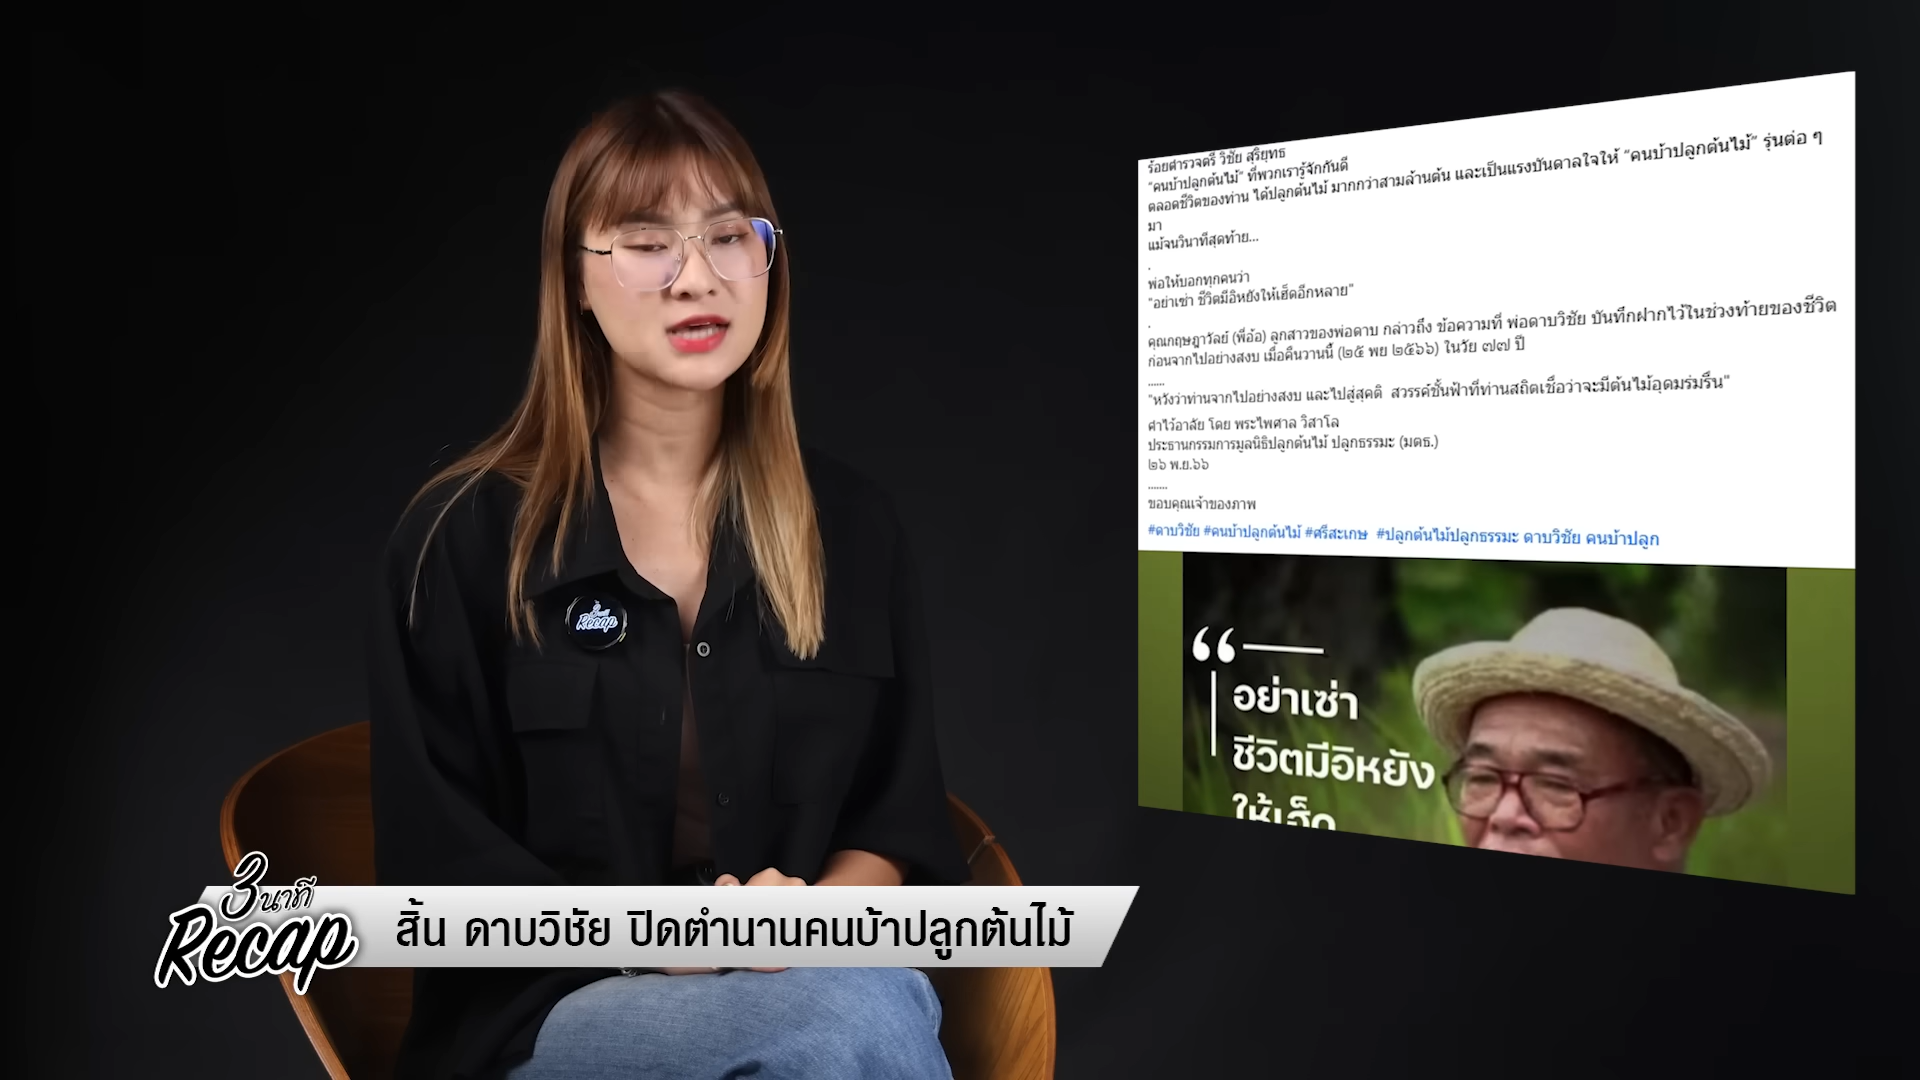 ร้อยตำรวจตรี วิชัย สุริยุทธ
“คนบ้าปลูกต้นไม้” ที่พวกเรารู้จักกันดี
ตลอดชีวิตของท่าน ได้ปลูกต้นไม้ มากกว่าสามล้านต้น และเป็นแรงบันดาลใจให้ “คนบ้าปลูกต้นไม้” รุ่นต่อ ๆ
มา
แม้จนวินาทีสุดท้าย...
.
พ่อให้บอกทุกคนว่า
“อย่าเซ่า ชีวิตมีอิหยังให้เฮ็ดอีกหลาย”
.
คุณกฤษฎาวัลย์ (พี่อ้อ) ลูกสาวของพ่อดาบ กล่าวถึง ข้อความที่ พ่อดาบวิชัย บันทึกฝากไว้ในช่วงท้ายของชีวิต
ก่อนจากไปอย่างสงบ เมื่อคืนวานนี้ (๒๕ พย ๒๕๖๖) ในวัย ๗๗ ปี
......
"หวังว่าท่านจากไปอย่างสงบ และไปสู่สุคติ สวรรค์ชั้นฟ้าที่ท่านสถิตเชื่อว่าจะมีต้นไม้อุดมร่มรื่น"
คำไว้อาลัย โดย พระไพศาล วิสาโล
ประธานกรรมการมูลนิธิปลูกต้นไม้ ปลูกธรรมะ (มตธ.)
๒๖ พ.ย.๖๖
.......
ขอบคุณเจ้าของภาพ
#ดาบวิชัย #คนบ้าปลูกต้นไม้ #ศรีสะเกษ #ปลูกต้นไม้ปลูกธรรมะ ดาบวิชัย คนบ้าปลูก
“
อย่าเซ่า
ชีวิตมีอิหยัง
ให้เฮ็ด
3 นาที
Recap
3 นาที
Recap
สิ้น ดาบวิชัย ปิดตำนานคนบ้าปลูกต้นไม้